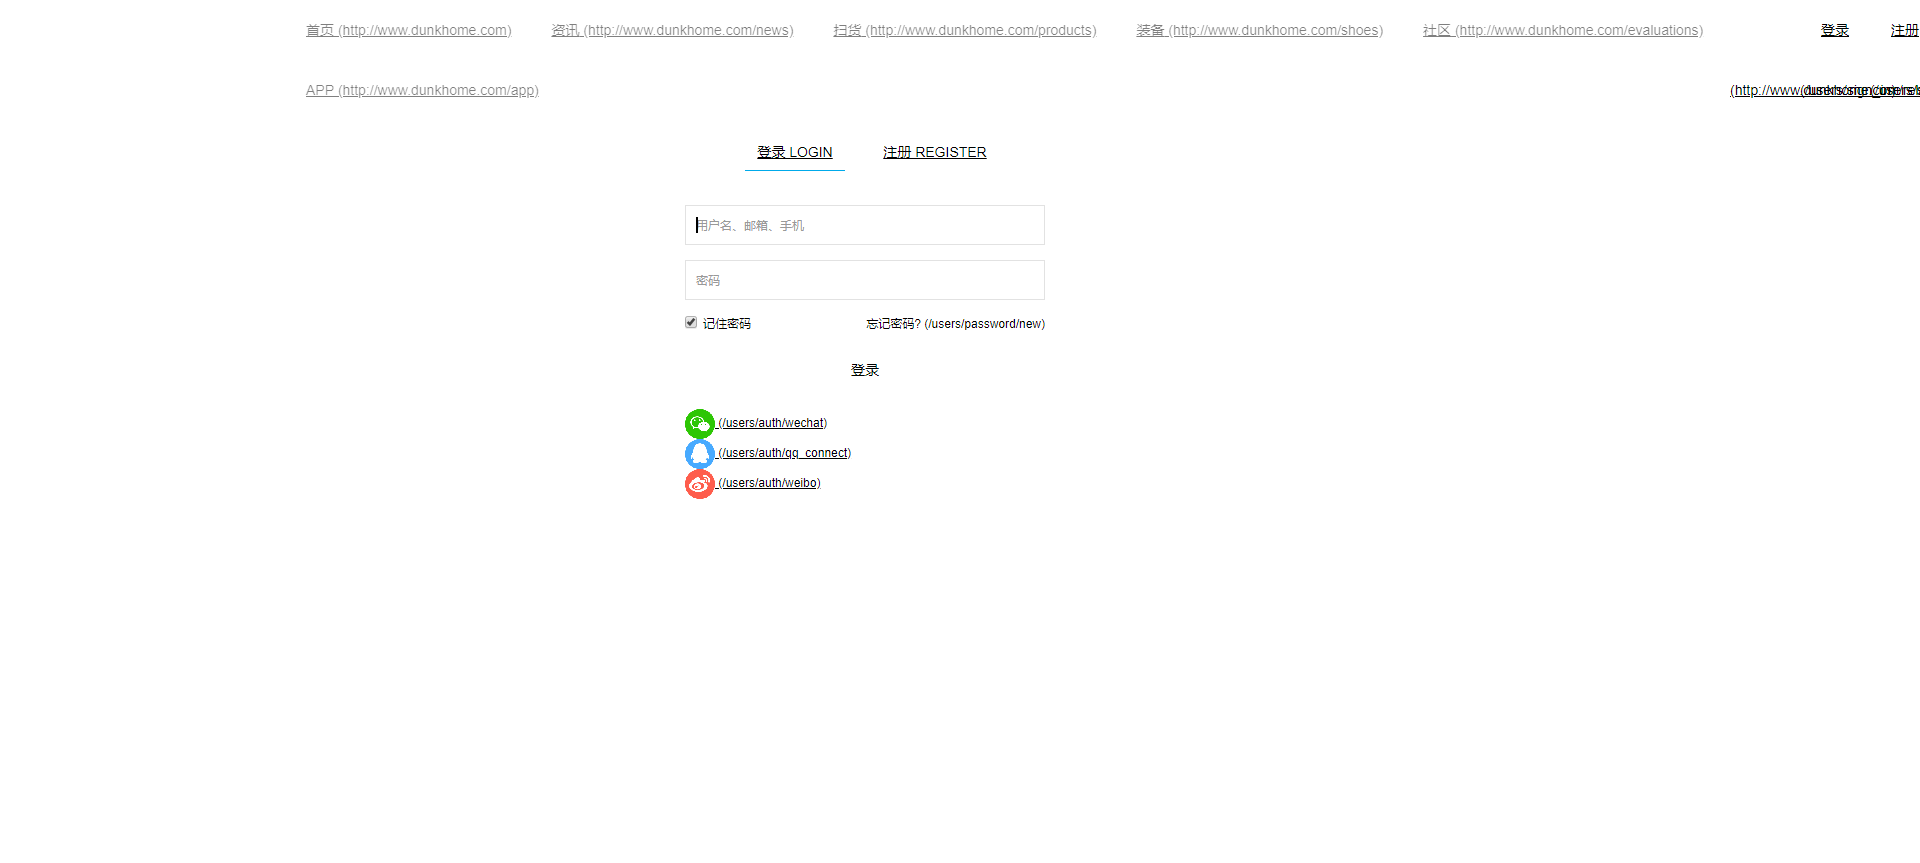 首页 (http://www.dunkhome.com) 资讯 (http://www.dunkhome.com/news) 扫货 (http://www.dunkhome.com/products) 装备 (http://www.dunkhome.com/shoes) 社区 (http://www.dunkhome.com/evaluations) 登录 注册
APP (http://www.dunkhome.com/app)
登录 LOGIN 注册 REGISTER
用户名、邮箱、手机
密码
记住密码 忘记密码? (/users/password/new)
登录
(/users/auth/wechat)
(/users/auth/qq_connect)
(/users/auth/weibo)